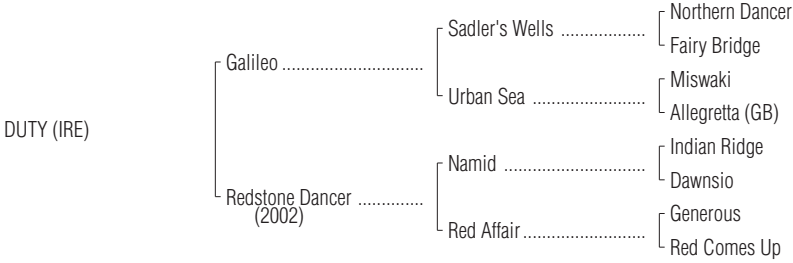 Northern Dancer
Sadler's Wells ....................
Fairy Bridge
Galileo ..............................
Miswaki
Urban Sea ........................
Allegretta (GB)
DUTY (IRE)
Indian Ridge
Namid ..............................
Dawnsio
Redstone Dancer ..............
(2002)
Generous
Red Affair ..........................
Red Comes Up